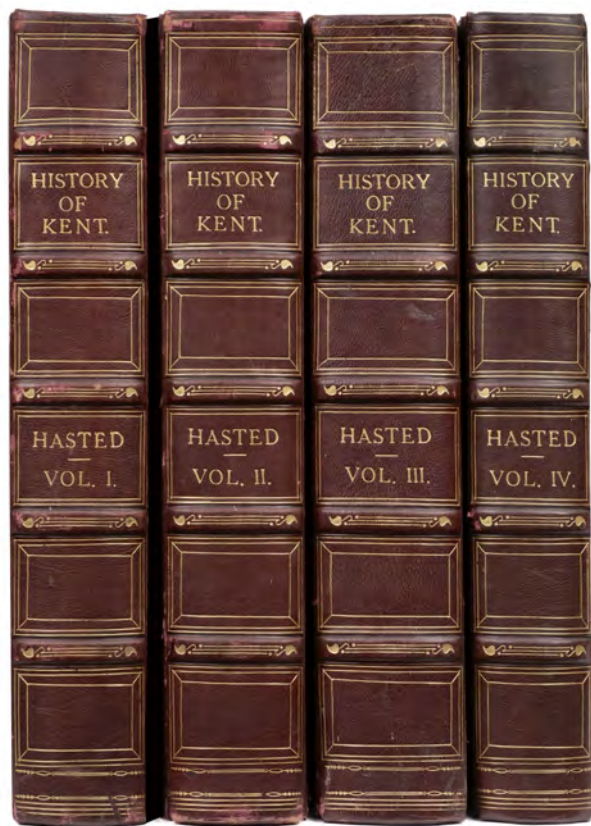 HISTORY
OF
KENT.
HASTED
VOL. I.
HISTORY
OF
KENT.
HASTED
VOL. II.
HISTORY
OF
KENT.
HASTED
VOL. III.
HISTORY
OF
KENT.
HASTED
VOL. IV.